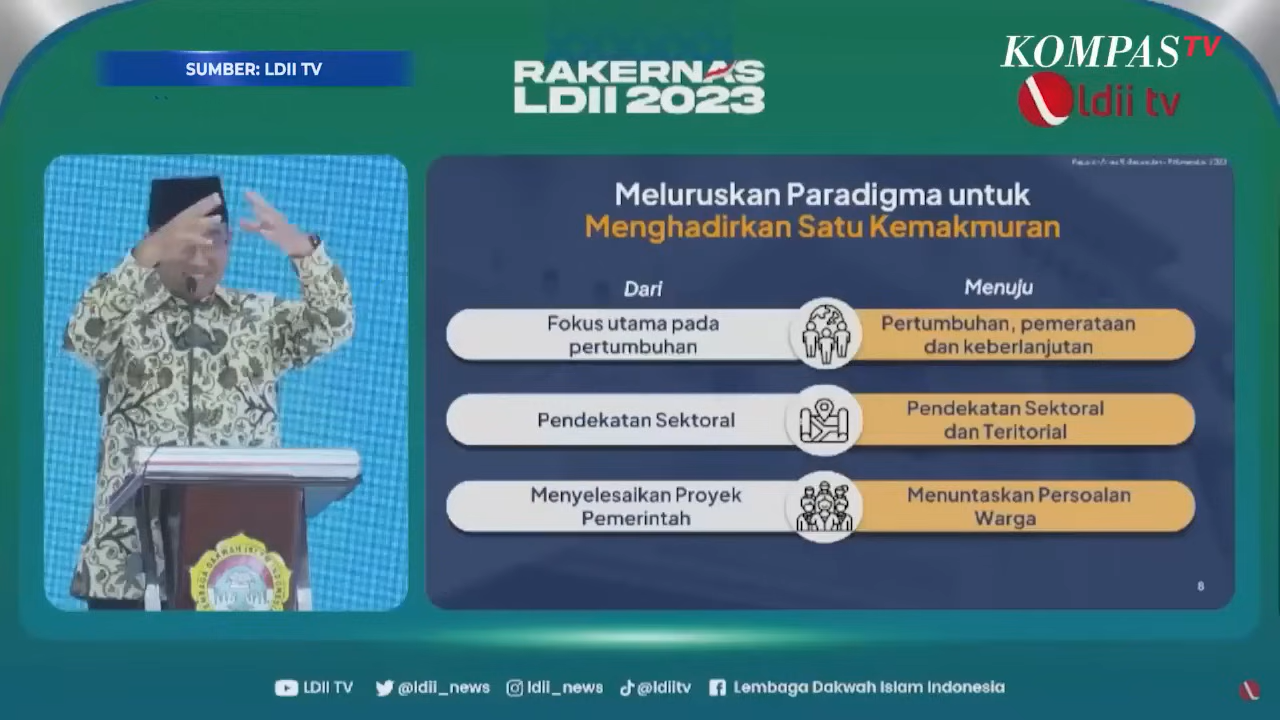 SUMBER: LDII TV
RAKERNAS
LDII 2023
KOMPASTV
ldii tv
Meluruskan Paradigma untuk
Menghadirkan Satu Kemakmuran
Dari
Menuju
Fokus utama pada
pertumbuhan
Pertumbuhan, pemerataan
dan keberlanjutan
Pendekatan Sektoral
Pendekatan Sektoral
dan Teritorial
Menyelesaikan Proyek
Pemerintah
Menuntaskan Persoalan
Warga
8
LDII TV
@ldii_news
ldii_news
@ldiitv
Lembaga Dakwah Islam Indonesia